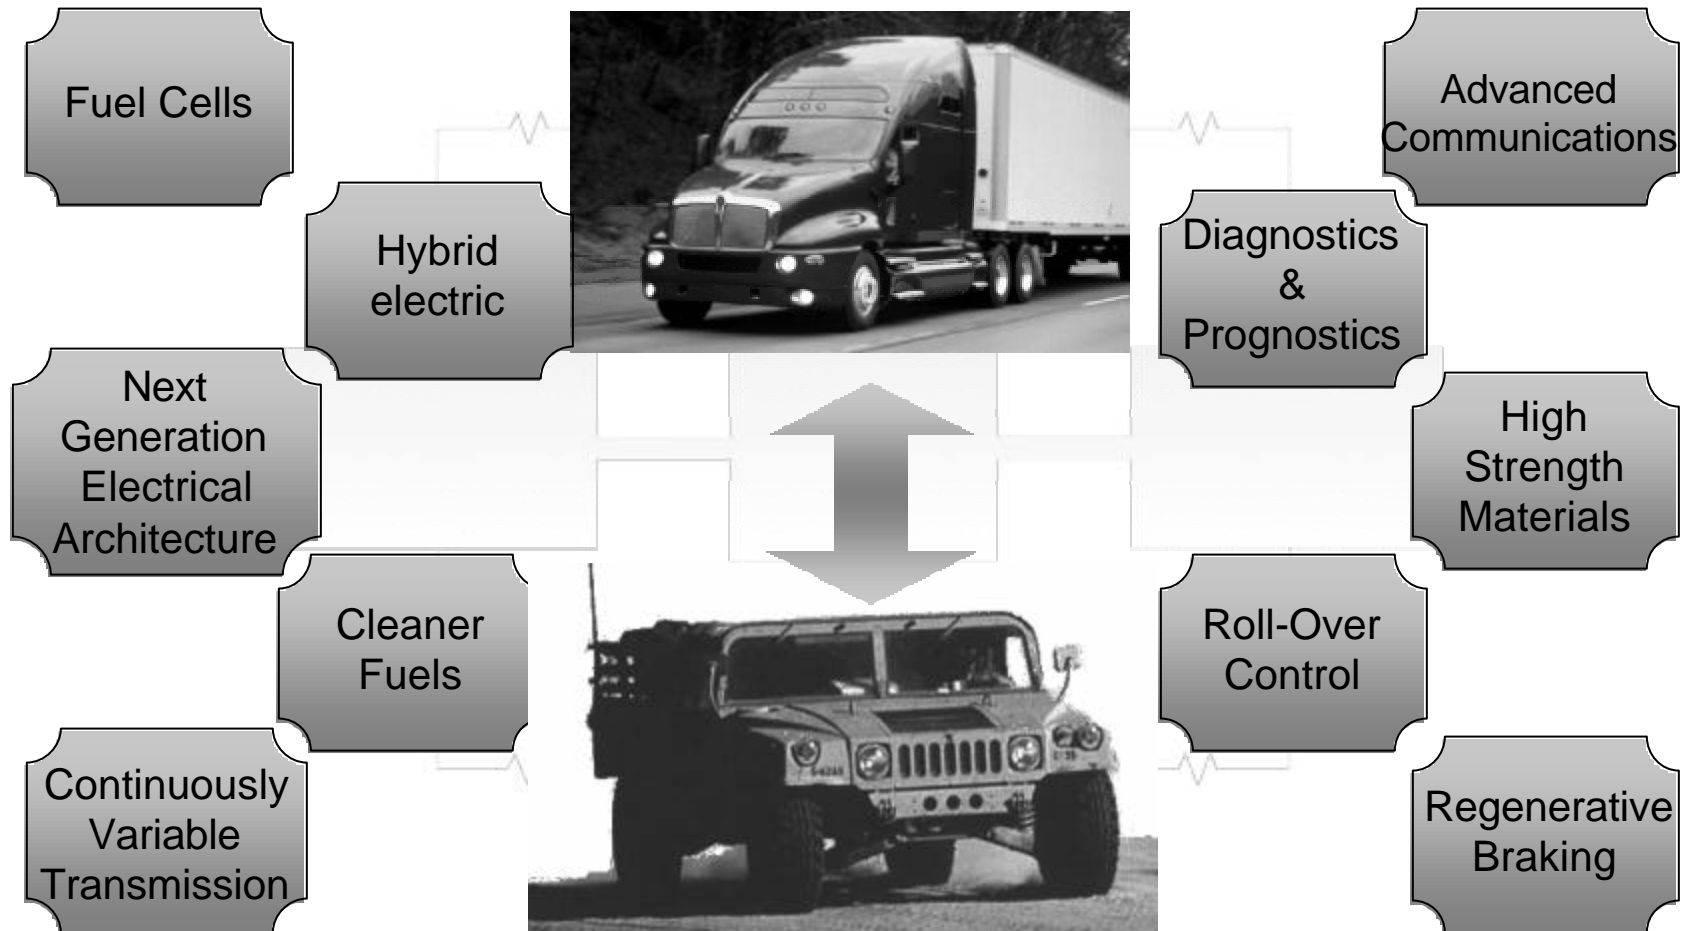 Fuel Cells
Hybrid
electric
Next
Generation
Electrical
Architecture
Cleaner
Fuels
Continuously
Variable
Transmission
Advanced
Communications
Diagnostics
&
Prognostics
High
Strength
Materials
Roll-Over
Control
Regenerative
Braking